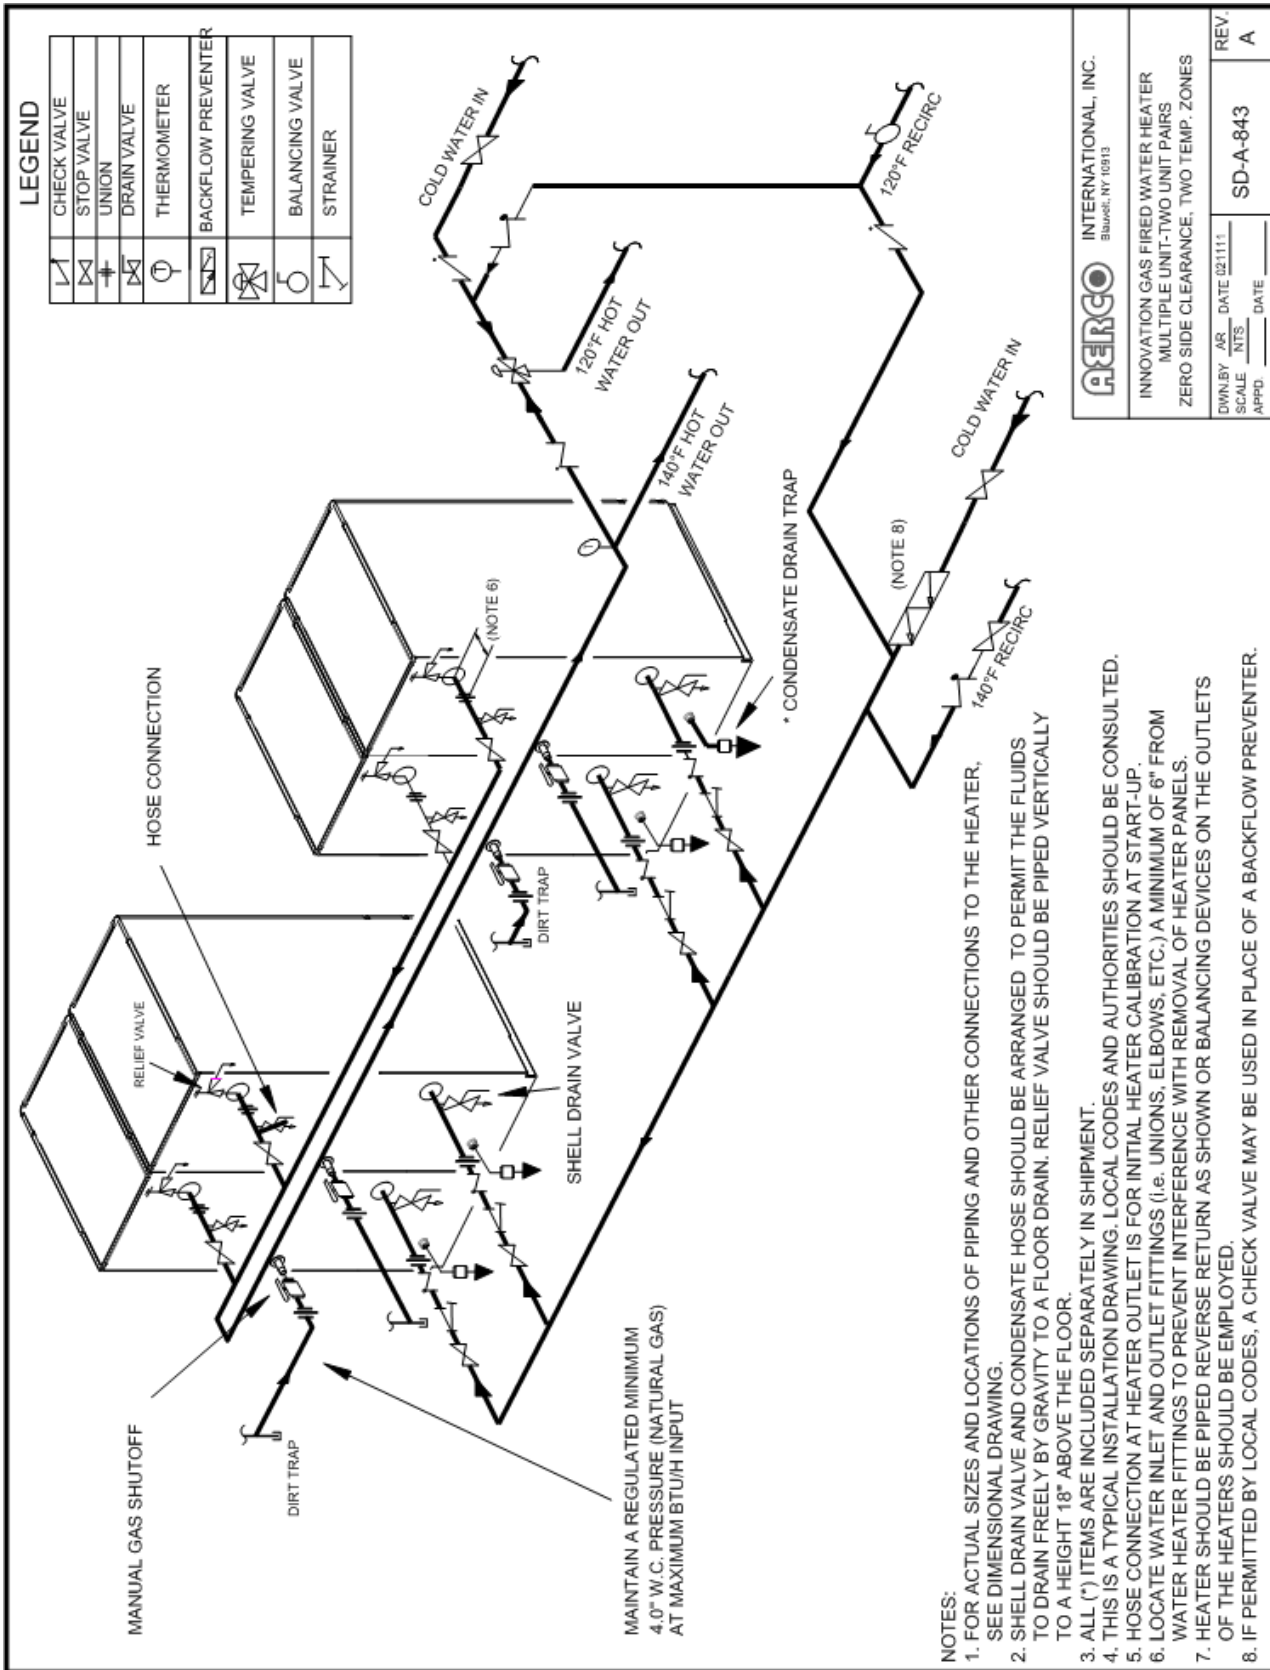 LEGEND
CHECK VALVE
STOP VALVE
UNION
DRAIN VALVE
T
THERMOMETER
BACKFLOW PREVENTER
TEMPERING VALVE
BALANCING VALVE
STRAINER
HOSE CONNECTION
RELIEF VALVE
MANUAL GAS SHUTOFF
DIRT TRAP
MAINTAIN A REGULATED MINIMUM
4.0" W.C. PRESSURE (NATURAL GAS)
AT MAXIMUM BTU/H INPUT
SHELL DRAIN VALVE
DIRT TRAP
(NOTE 6)
* CONDENSATE DRAIN TRAP
COLD WATER IN
120°F HOT
WATER OUT
140°F HOT
WATER OUT
120°F RECIRC
COLD WATER IN
(NOTE 8)
140°F RECIRC
NOTES:
1. FOR ACTUAL SIZES AND LOCATIONS OF PIPING AND OTHER CONNECTIONS TO THE HEATER,
SEE DIMENSIONAL DRAWING.
2. SHELL DRAIN VALVE AND CONDENSATE HOSE SHOULD BE ARRANGED TO PERMIT THE FLUIDS
TO DRAIN FREELY BY GRAVITY TO A FLOOR DRAIN. RELIEF VALVE SHOULD BE PIPED VERTICALLY
TO A HEIGHT 18" ABOVE THE FLOOR.
3. ALL (*) ITEMS ARE INCLUDED SEPARATELY IN SHIPMENT.
4. THIS IS A TYPICAL INSTALLATION DRAWING. LOCAL CODES AND AUTHORITIES SHOULD BE CONSULTED.
5. HOSE CONNECTION AT HEATER OUTLET IS FOR INITIAL HEATER CALIBRATION AT START-UP.
6. LOCATE WATER INLET AND OUTLET FITTINGS (i.e. UNIONS, ELBOWS, ETC.) A MINIMUM OF 6" FROM
WATER HEATER FITTINGS TO PREVENT INTERFERENCE WITH REMOVAL OF HEATER PANELS.
7. HEATER SHOULD BE PIPED REVERSE RETURN AS SHOWN OR BALANCING DEVICES ON THE OUTLETS
OF THE HEATERS SHOULD BE EMPLOYED.
8. IF PERMITTED BY LOCAL CODES, A CHECK VALVE MAY BE USED IN PLACE OF A BACKFLOW PREVENTER.
AERCO INTERNATIONAL, INC.
Blauvelt, NY 10913
INNOVATION GAS FIRED WATER HEATER
MULTIPLE UNIT-TWO UNIT PAIRS
ZERO SIDE CLEARANCE, TWO TEMP. ZONES
DWN.BY AR DATE 021111
SCALE NTS
APPD. DATE
SD-A-843
REV.
A